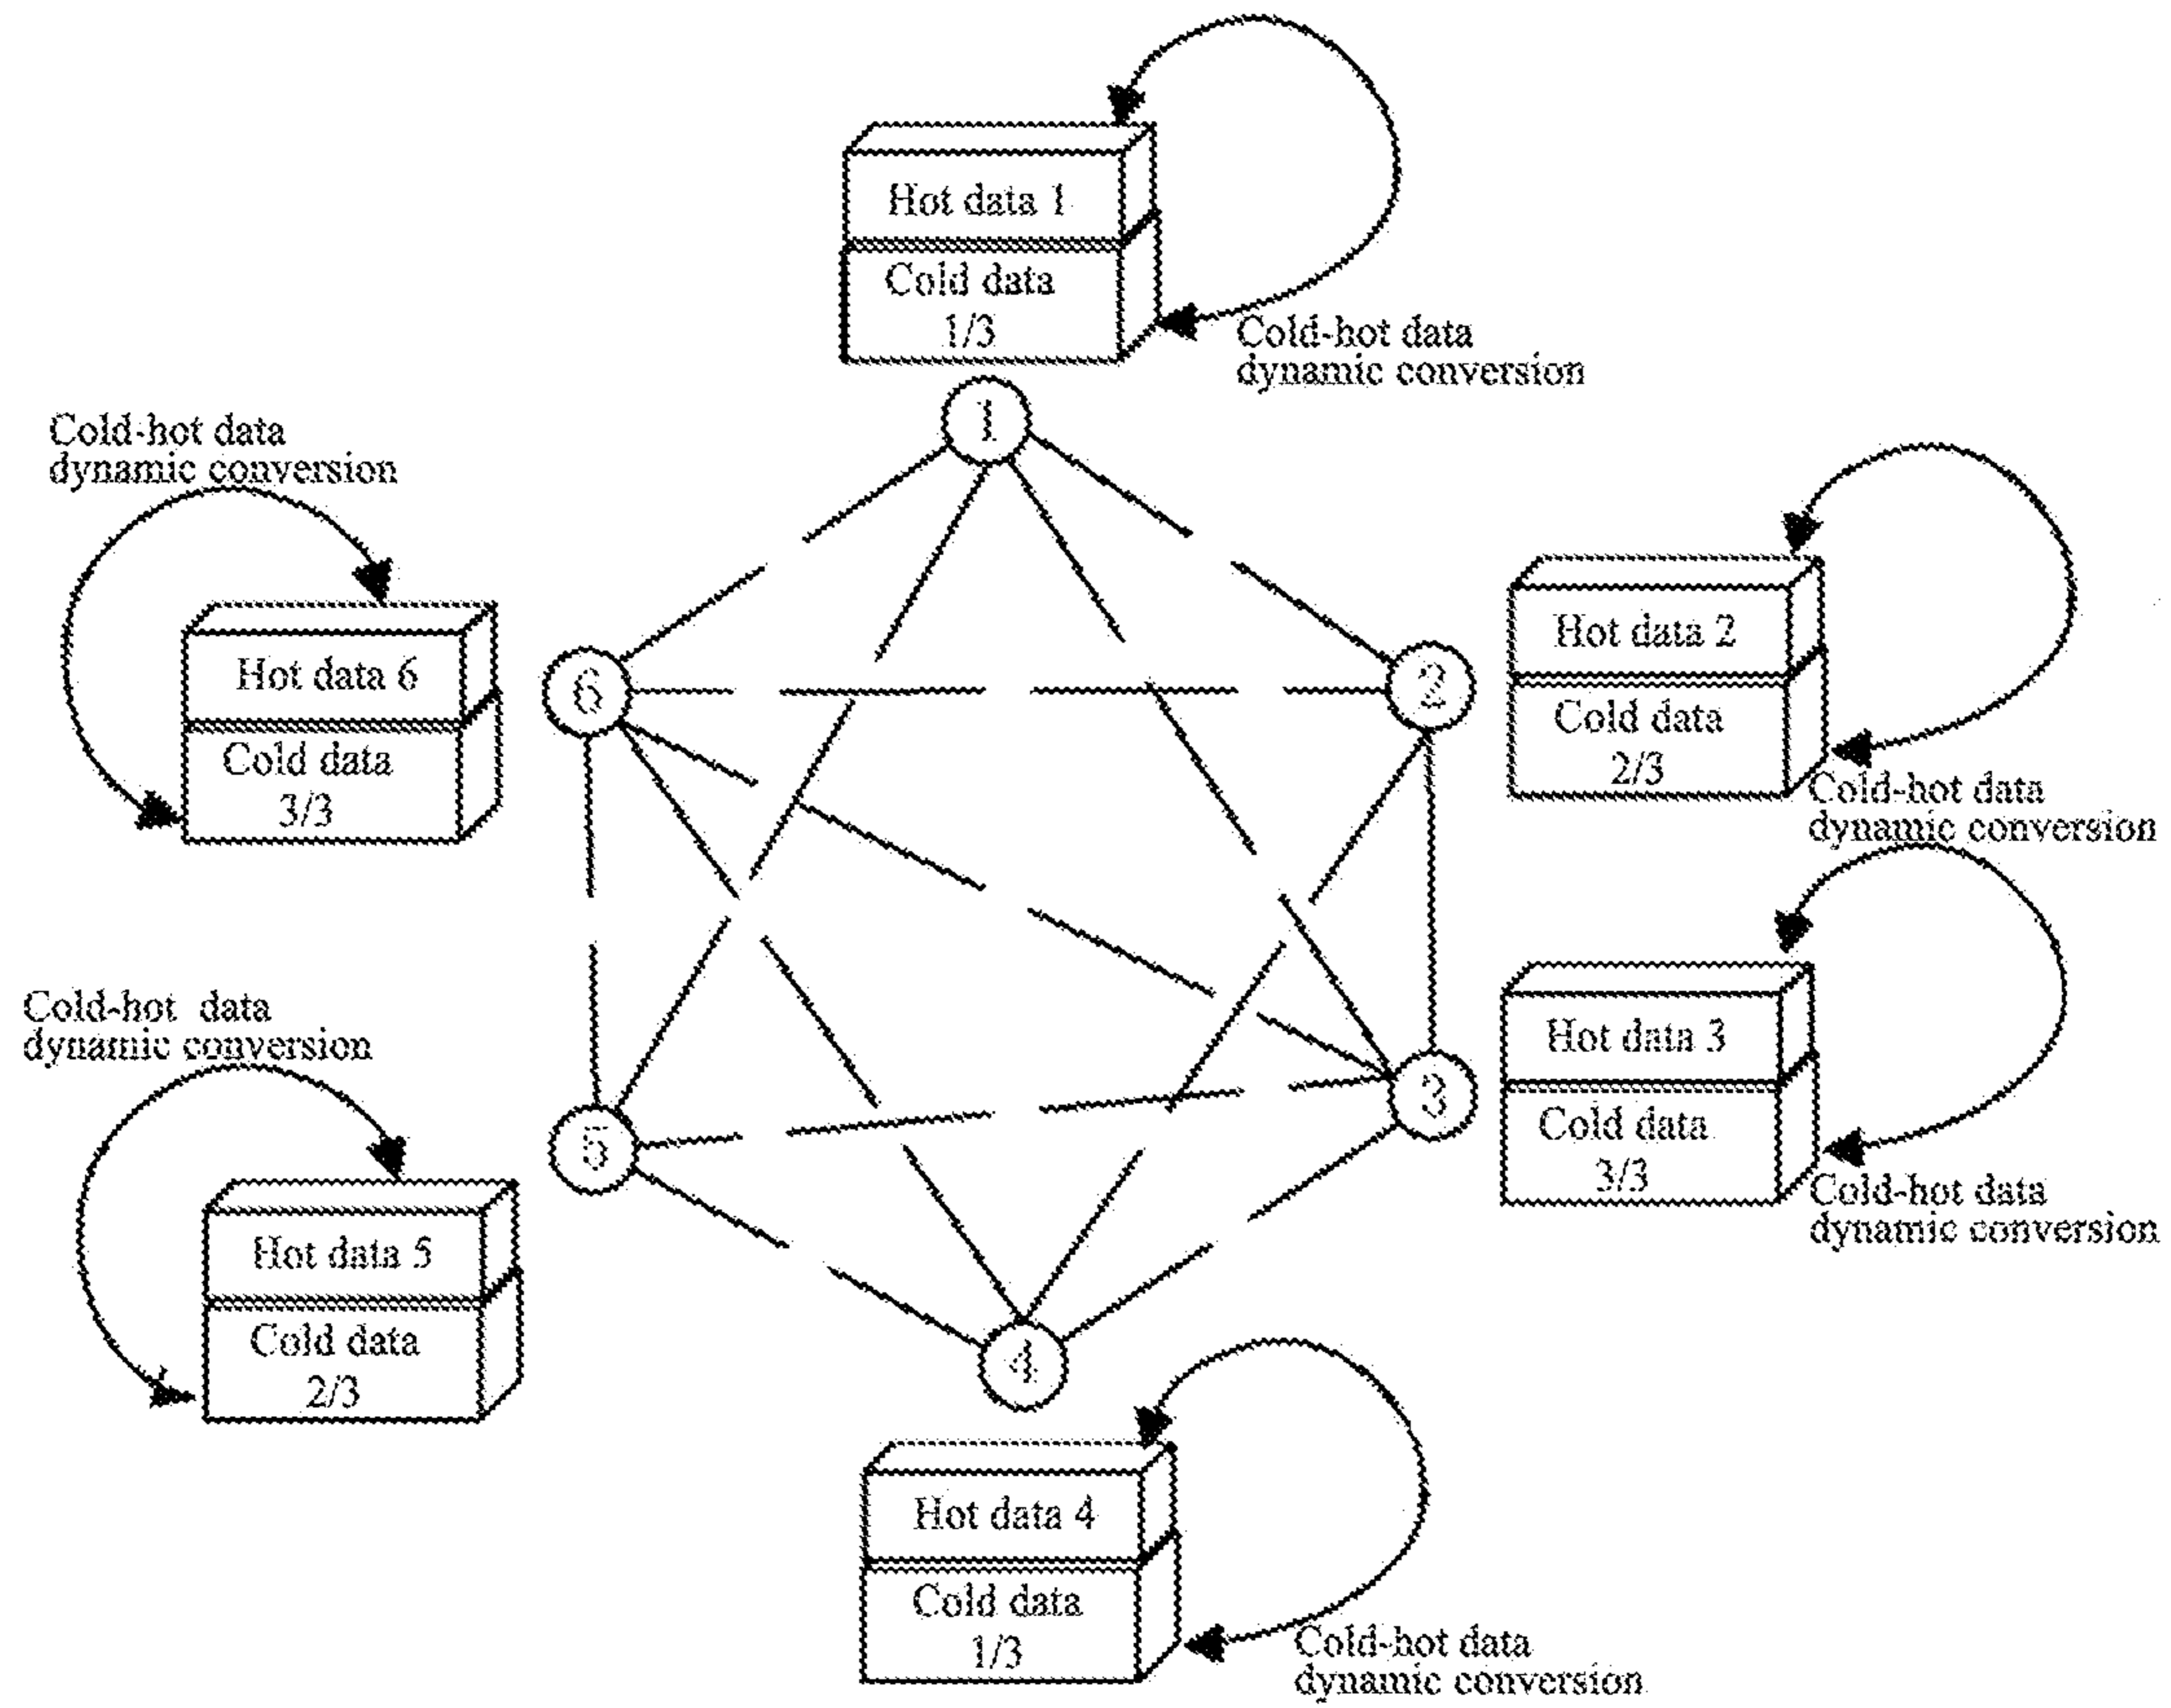 Hot data 1
Cold data
1/3
Cold-hot data
dynamic conversion
1
Cold-hot data
dynamic conversion
Hot data 6
Cold data
3/3
6
2
Hot data 2
Cold data
2/3
Cold-hot data
dynamic conversion
Cold-hot data
dynamic conversion
Hot data 5
Cold data
2/3
5
3
Hot data 3
Cold data
3/3
Cold-hot data
dynamic conversion
4
Hot data 4
Cold data
1/3
Cold-hot data
dynamic conversion